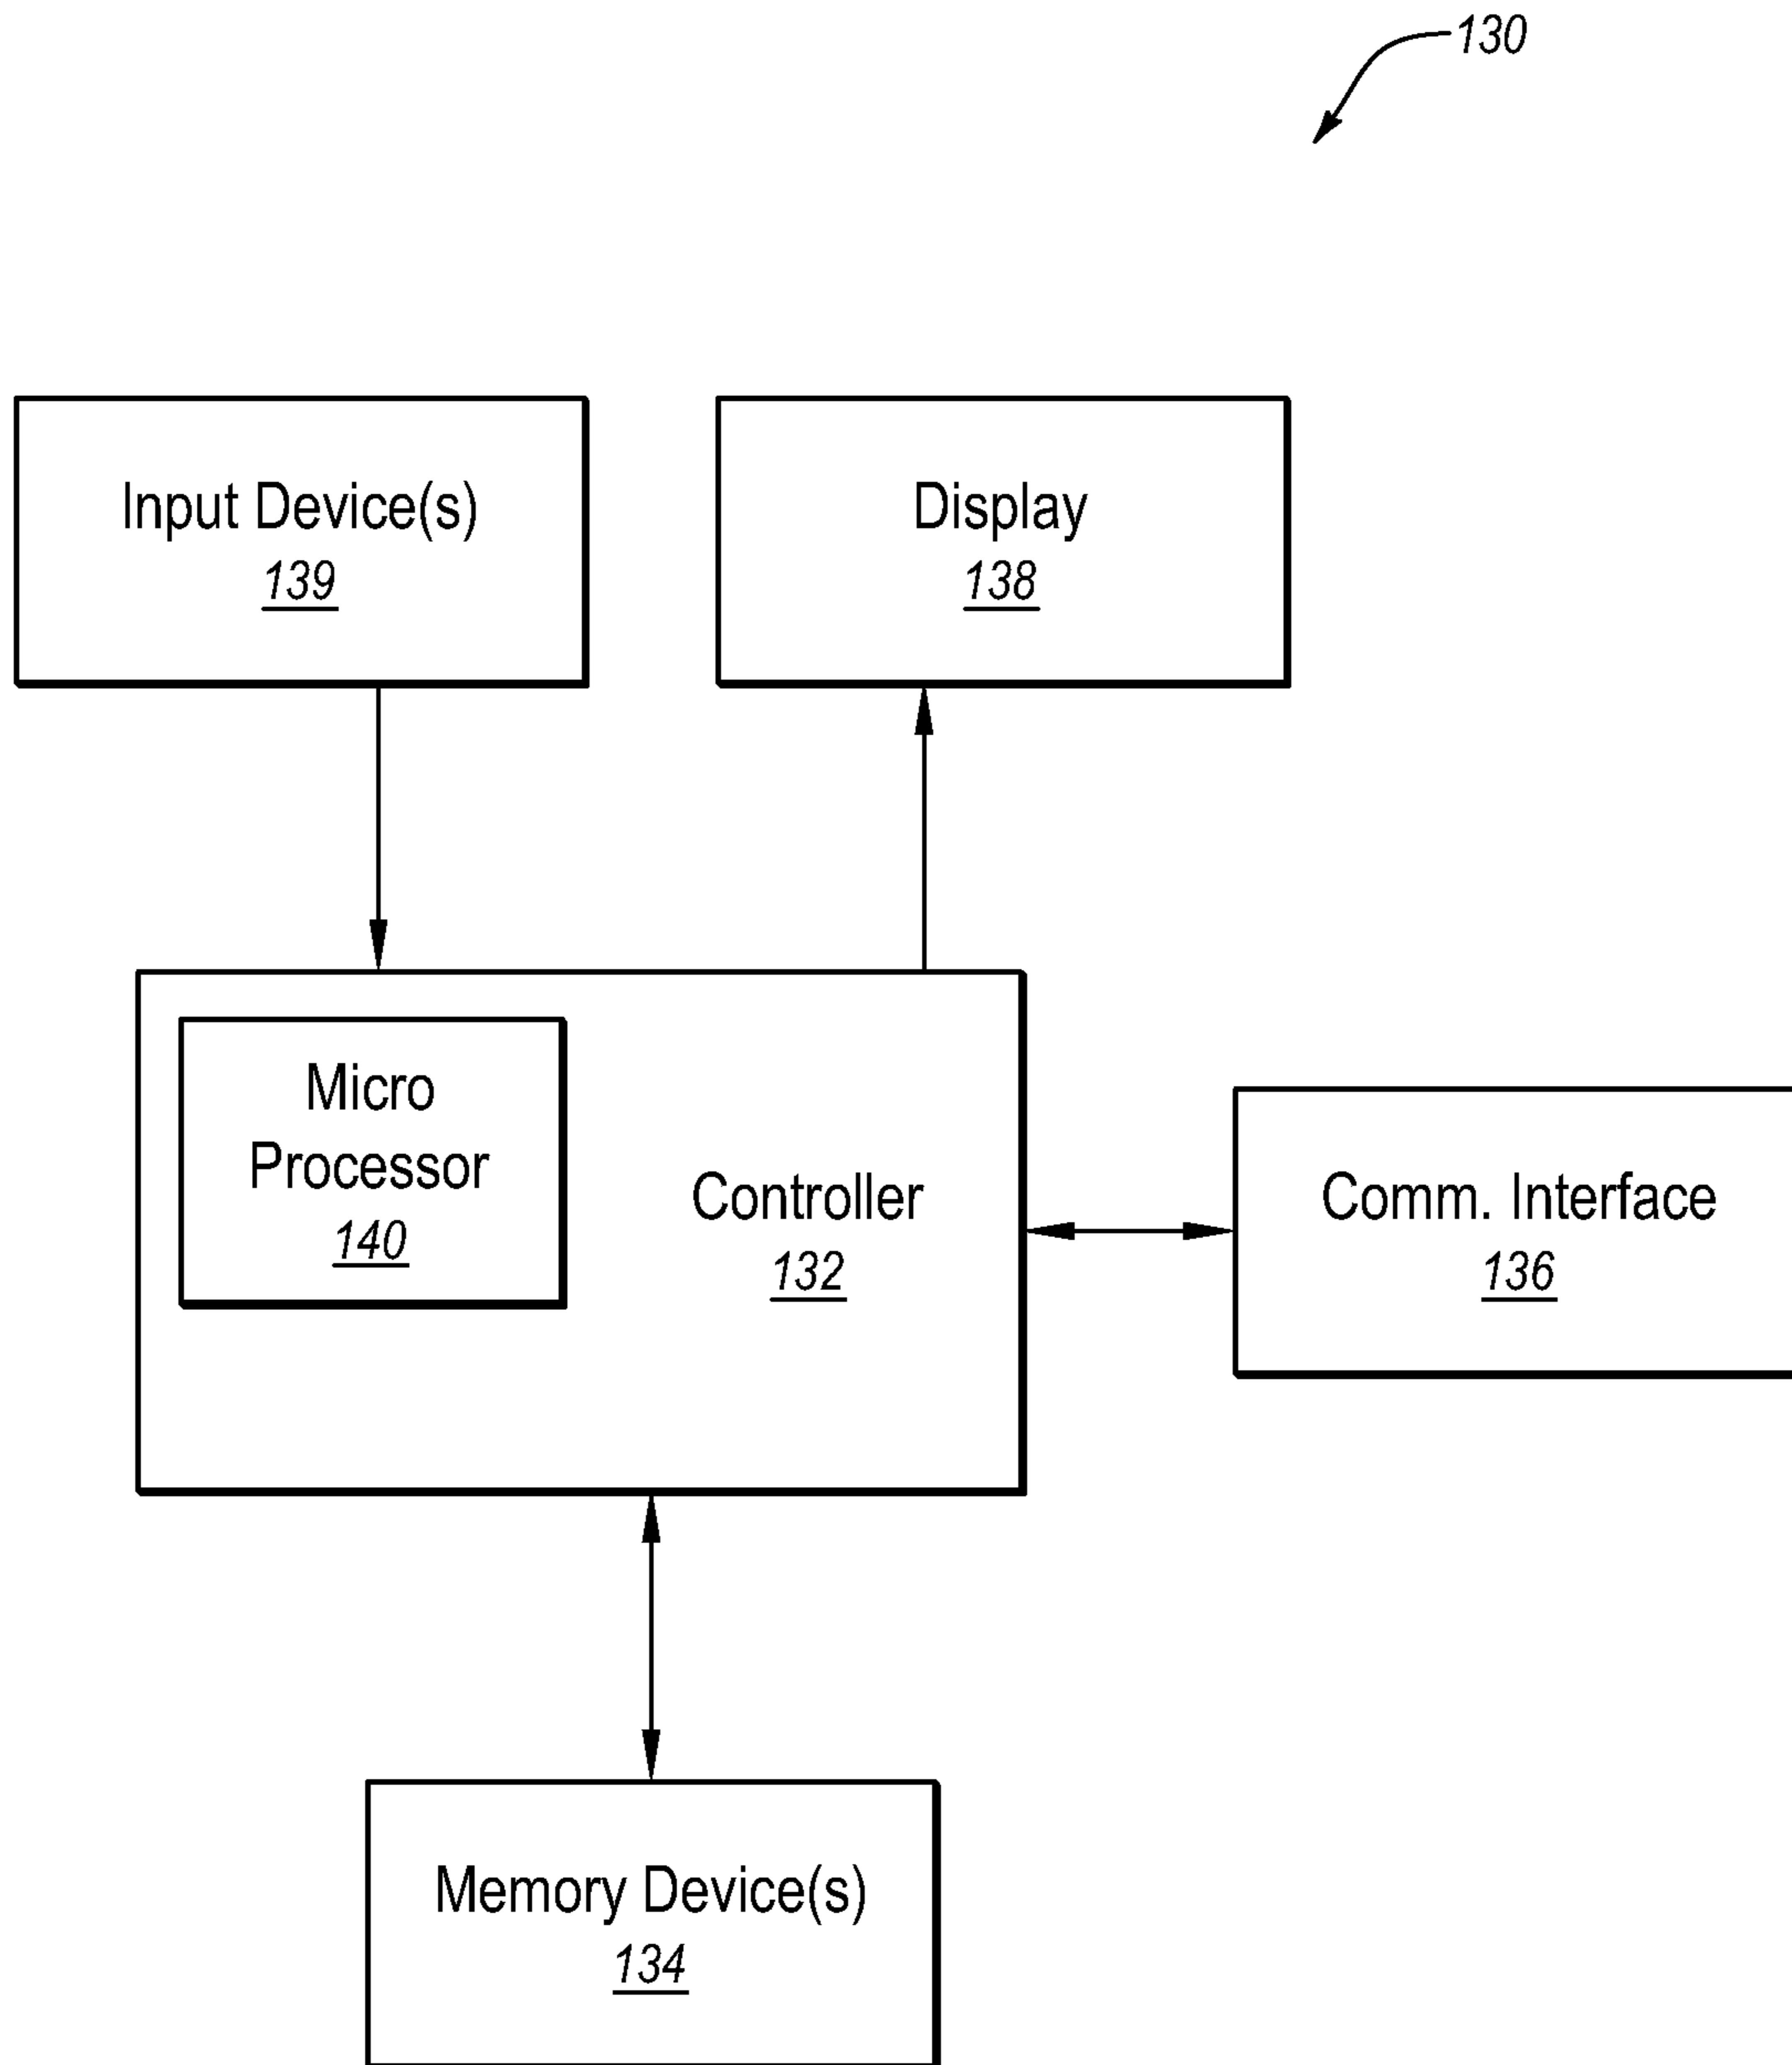 130
Input Device(s)
139
Display
138
Micro
Processor
140
Controller
132
Comm. Interface
136
Memory Device(s)
134